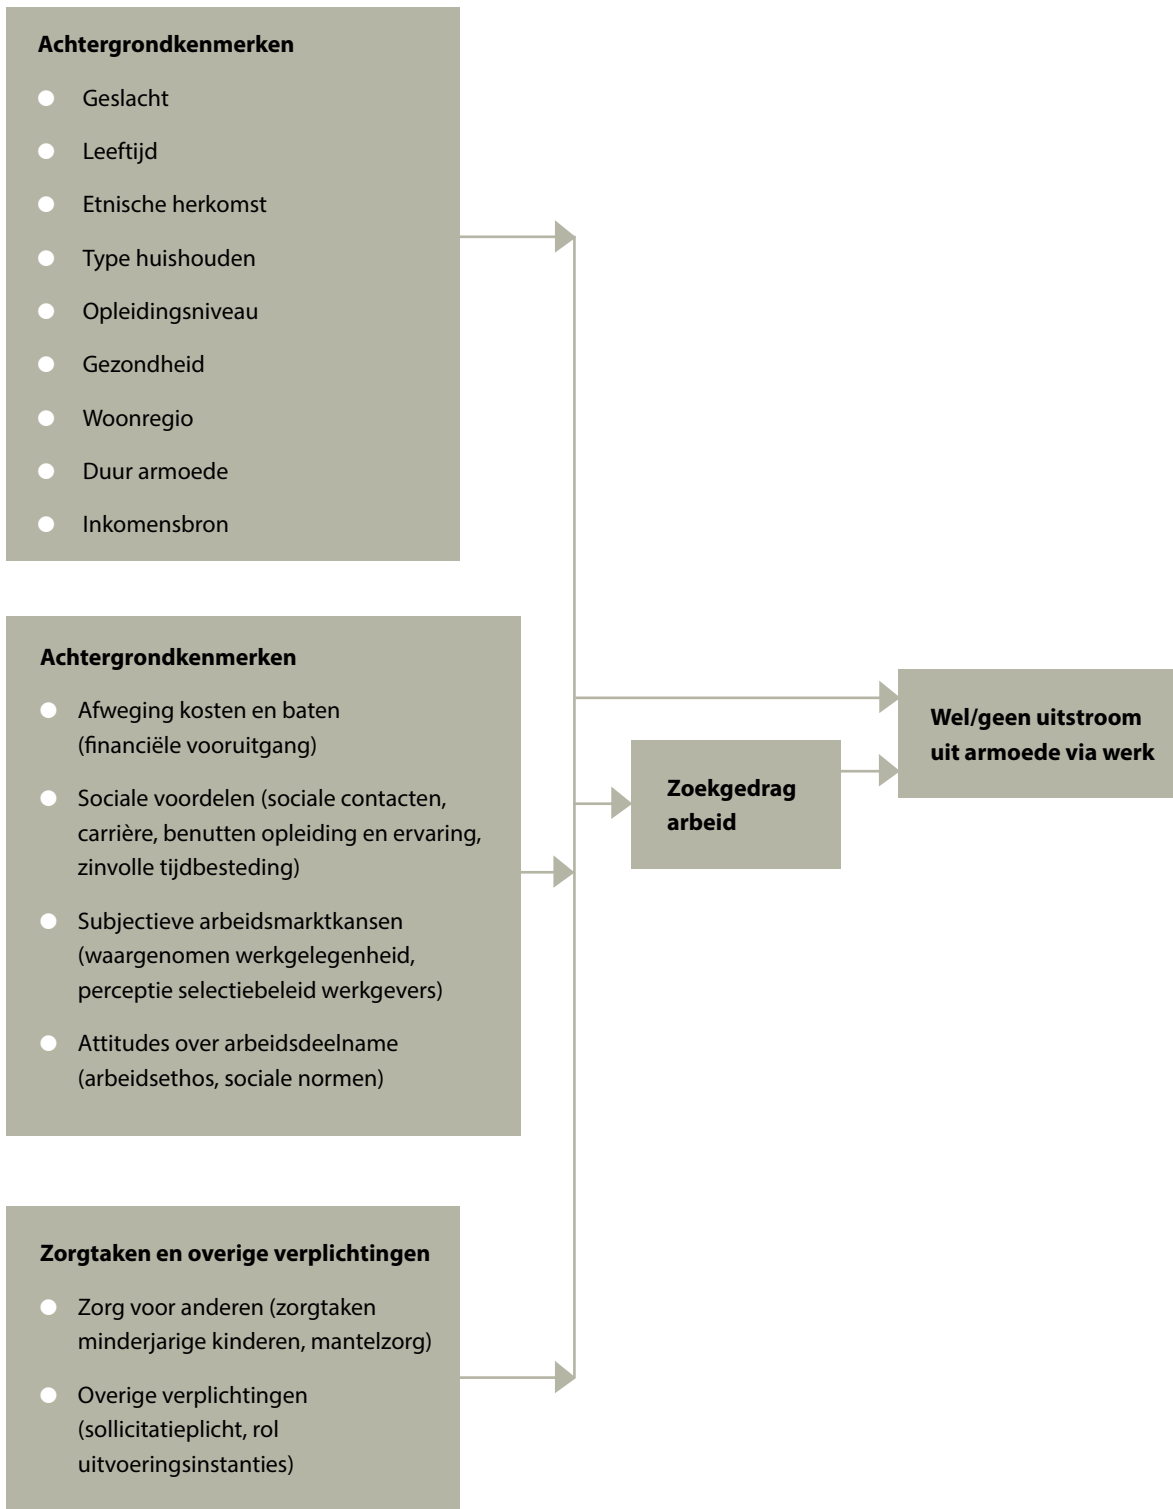 Achtergrondkenmerken
Geslacht
Leeftijd
Etnische herkomst
Type huishouden
Opleidingsniveau
Gezondheid
Woonregio
Duur armoede
Inkomensbron
Achtergrondkenmerken
Afweging kosten en baten
(financiële vooruitgang)
Sociale voordelen (sociale contacten,
carrière, benutten opleiding en ervaring,
zinvolle tijdbesteding)
Subjectieve arbeidsmarktkansen
(waargenomen werkgelegenheid,
perceptie selectiebeleid werkgevers)
Attitudes over arbeidsdeelname
(arbeidsethos, sociale normen)
Zorgtaken en overige verplichtingen
Zorg voor anderen (zorgtaken
minderjarige kinderen, mantelzorg)
Overige verplichtingen
(sollicitatieplicht, rol
uitvoeringsinstanties)
Zoekgedrag
arbeid
Wel/geen uitstroom
uit armoede via werk